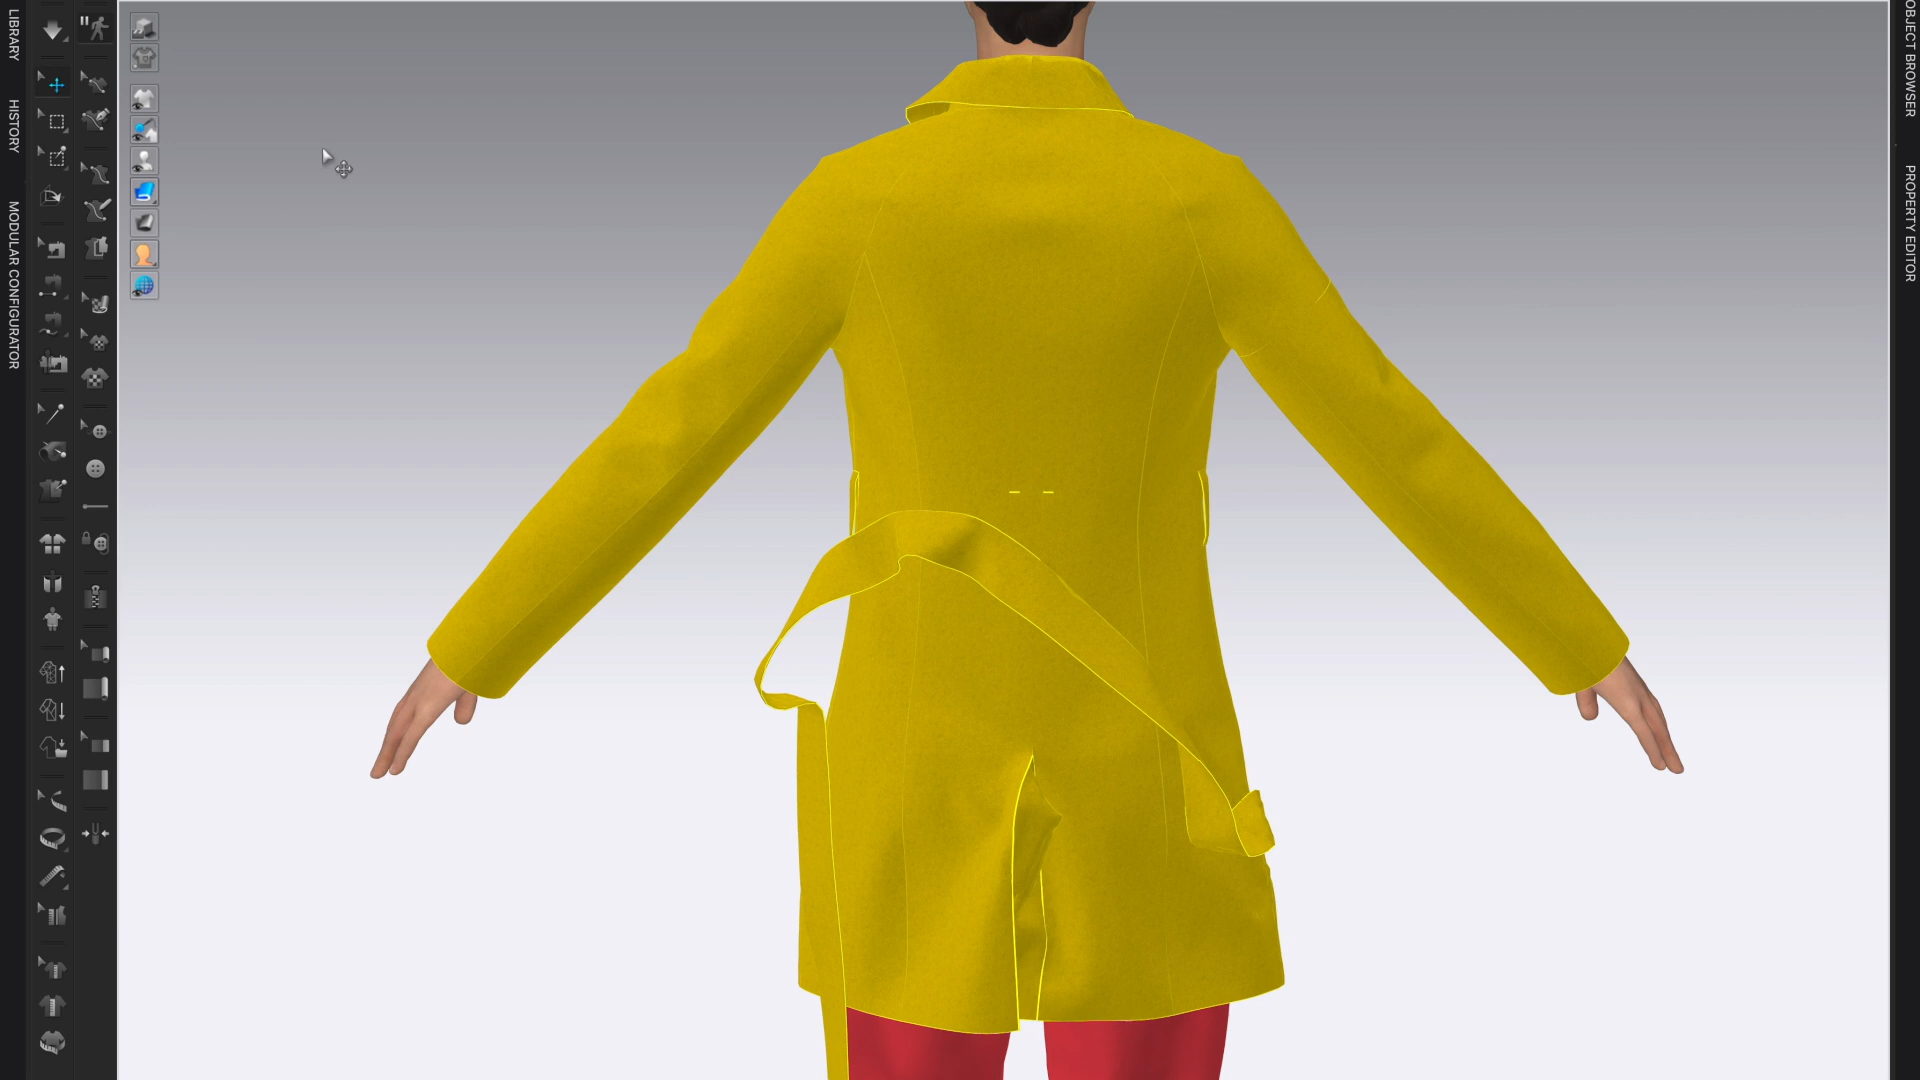 LIBRARY
HISTORY
MODULAR CONFIGURATOR
OBJECT BROWSER
PROPERTY EDITOR